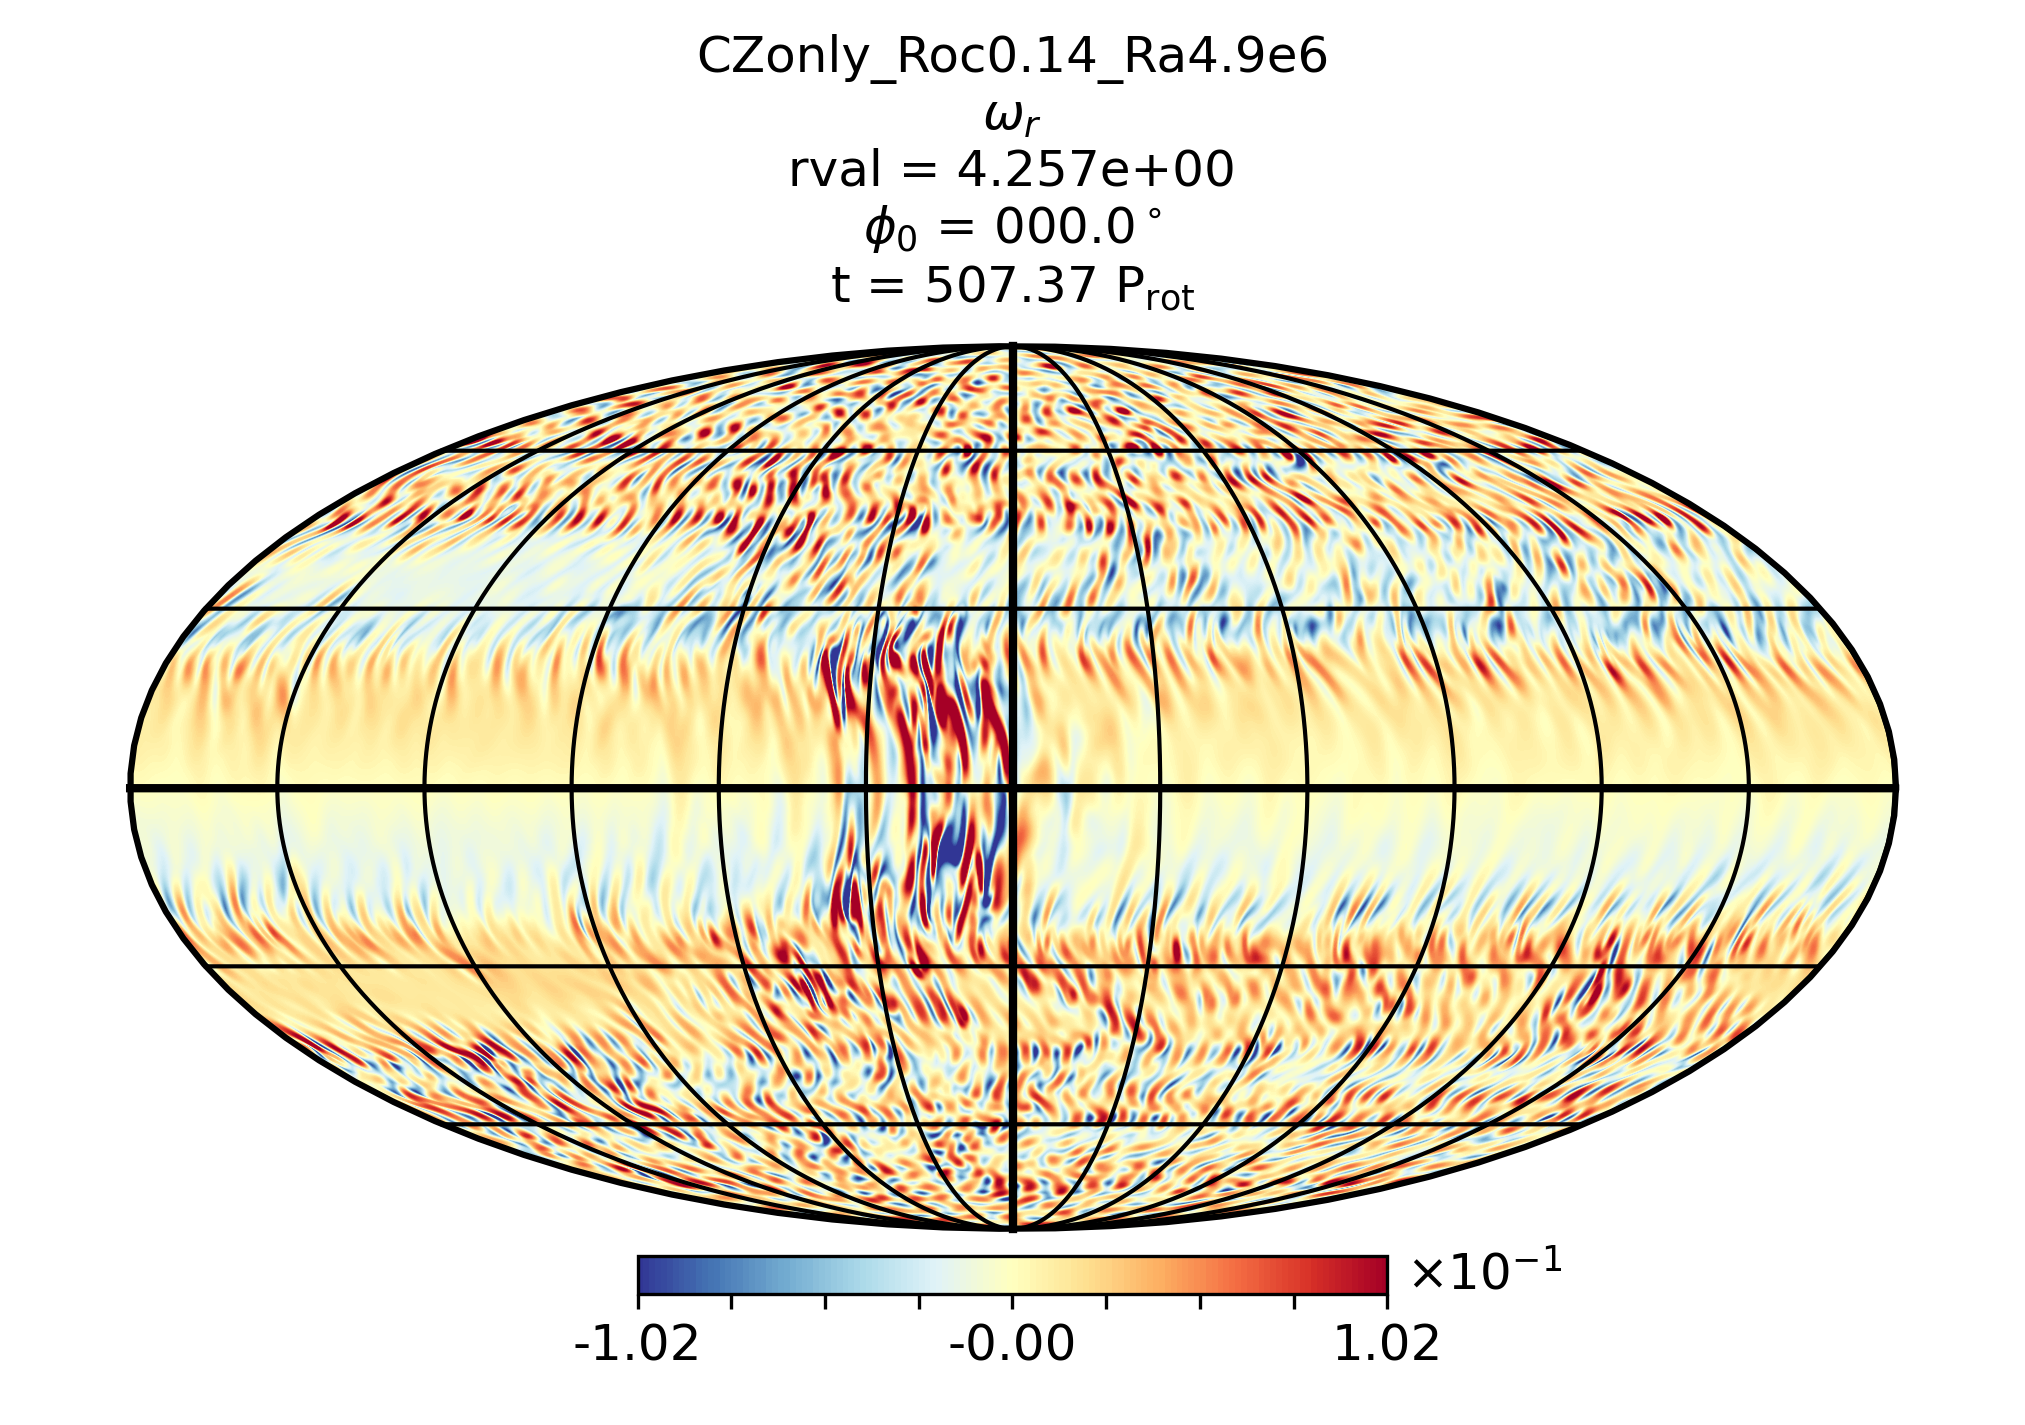 CZonly_Roc0.14_Ra4.9e6
ω_r
rval = 4.257e+00
ϕ₀ = 000.0°
t = 507.37 P_rot
×10⁻¹
-1.02 -0.00 1.02